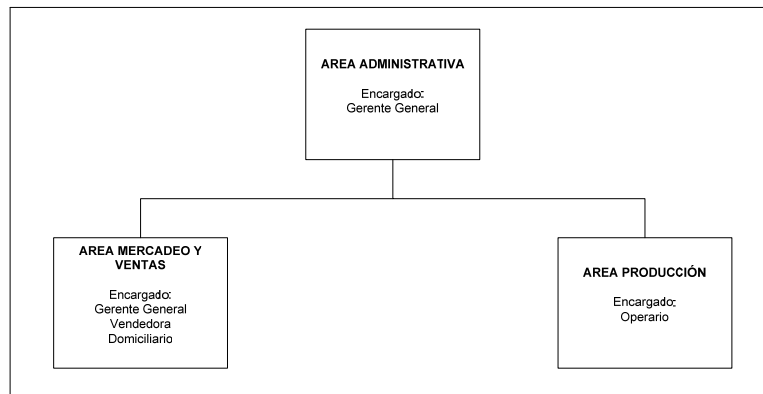 AREA ADMINISTRATIVA
Encargado:
Gerente General
AREA MERCADEO Y
VENTAS
Encargado:
Gerente General
Vendedora
Domiciliario
AREA PRODUCCIÓN
Encargado:
Operario